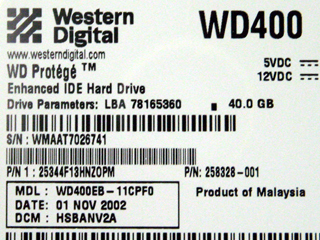 Western Digital WD400
www.westerndigital.com
5VDC
WD Protégé ™ 12VDC
Enhanced IDE Hard Drive
Drive Parameters: LBA 78165360 . 40.0 GB
S/N: WMAAT7026741
P/N 1: 25344F13HNZOPM P/N: 258328-001
MDL: WD400EB-11CPF0 Product of Malaysia
DATE: 01 NOV 2002
DCM: HSBANV2A